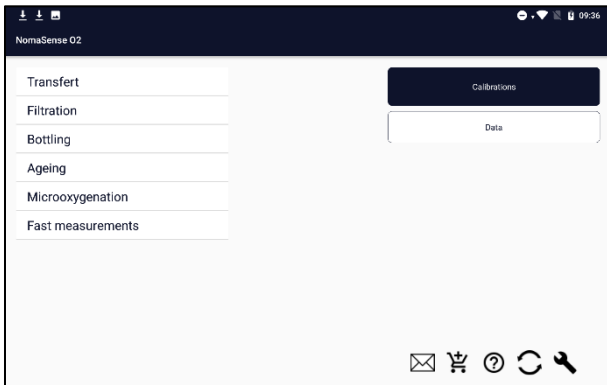 09:36
NomaSense O2
Transfert
Filtration
Bottling
Ageing
Microoxygenation
Fast measurements
Calibrations
Data